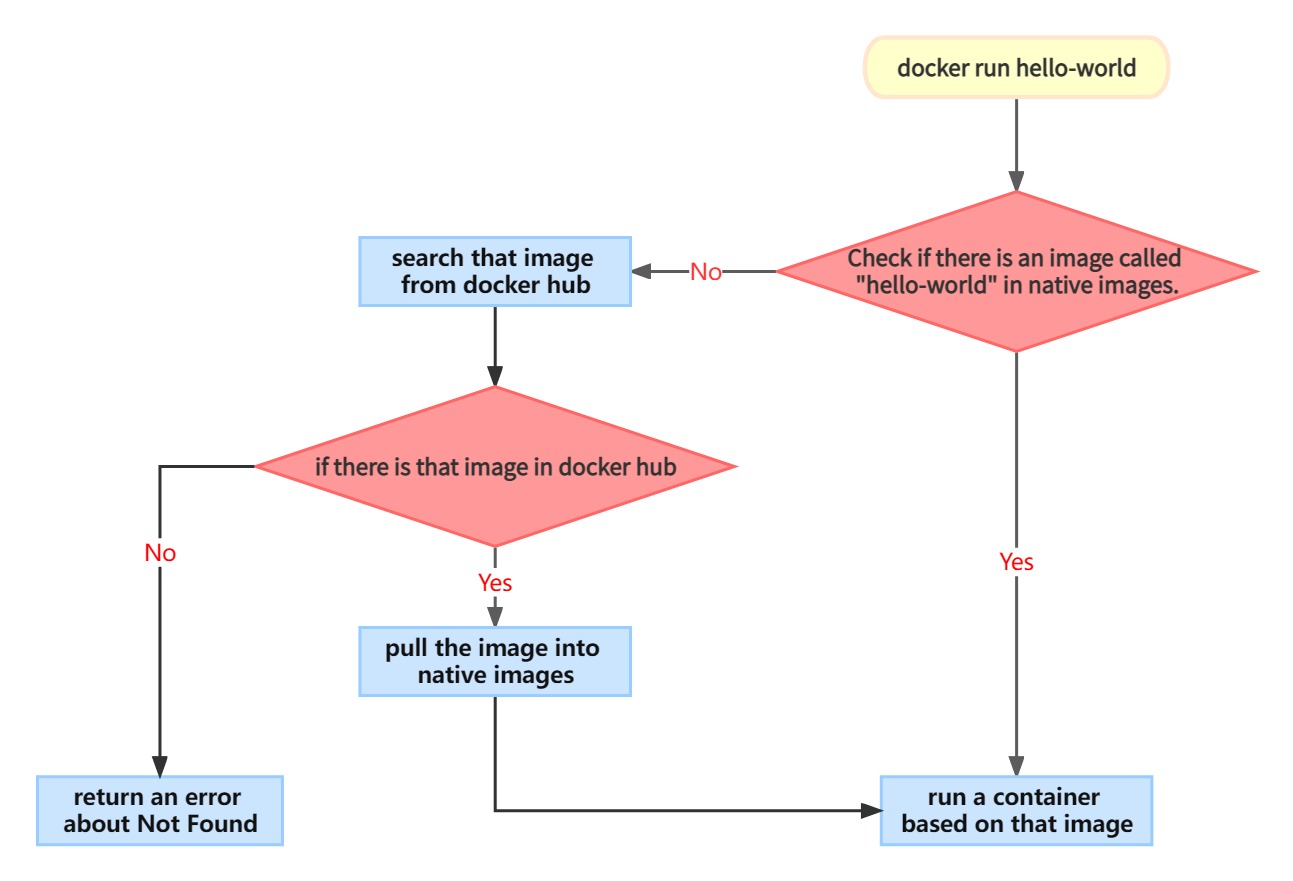 docker run hello-world
Check if there is an image called
"hello-world" in native images.
No
search that image
from docker hub
if there is that image in docker hub
No
Yes
Yes
pull the image into
native images
return an error
about Not Found
run a container
based on that image